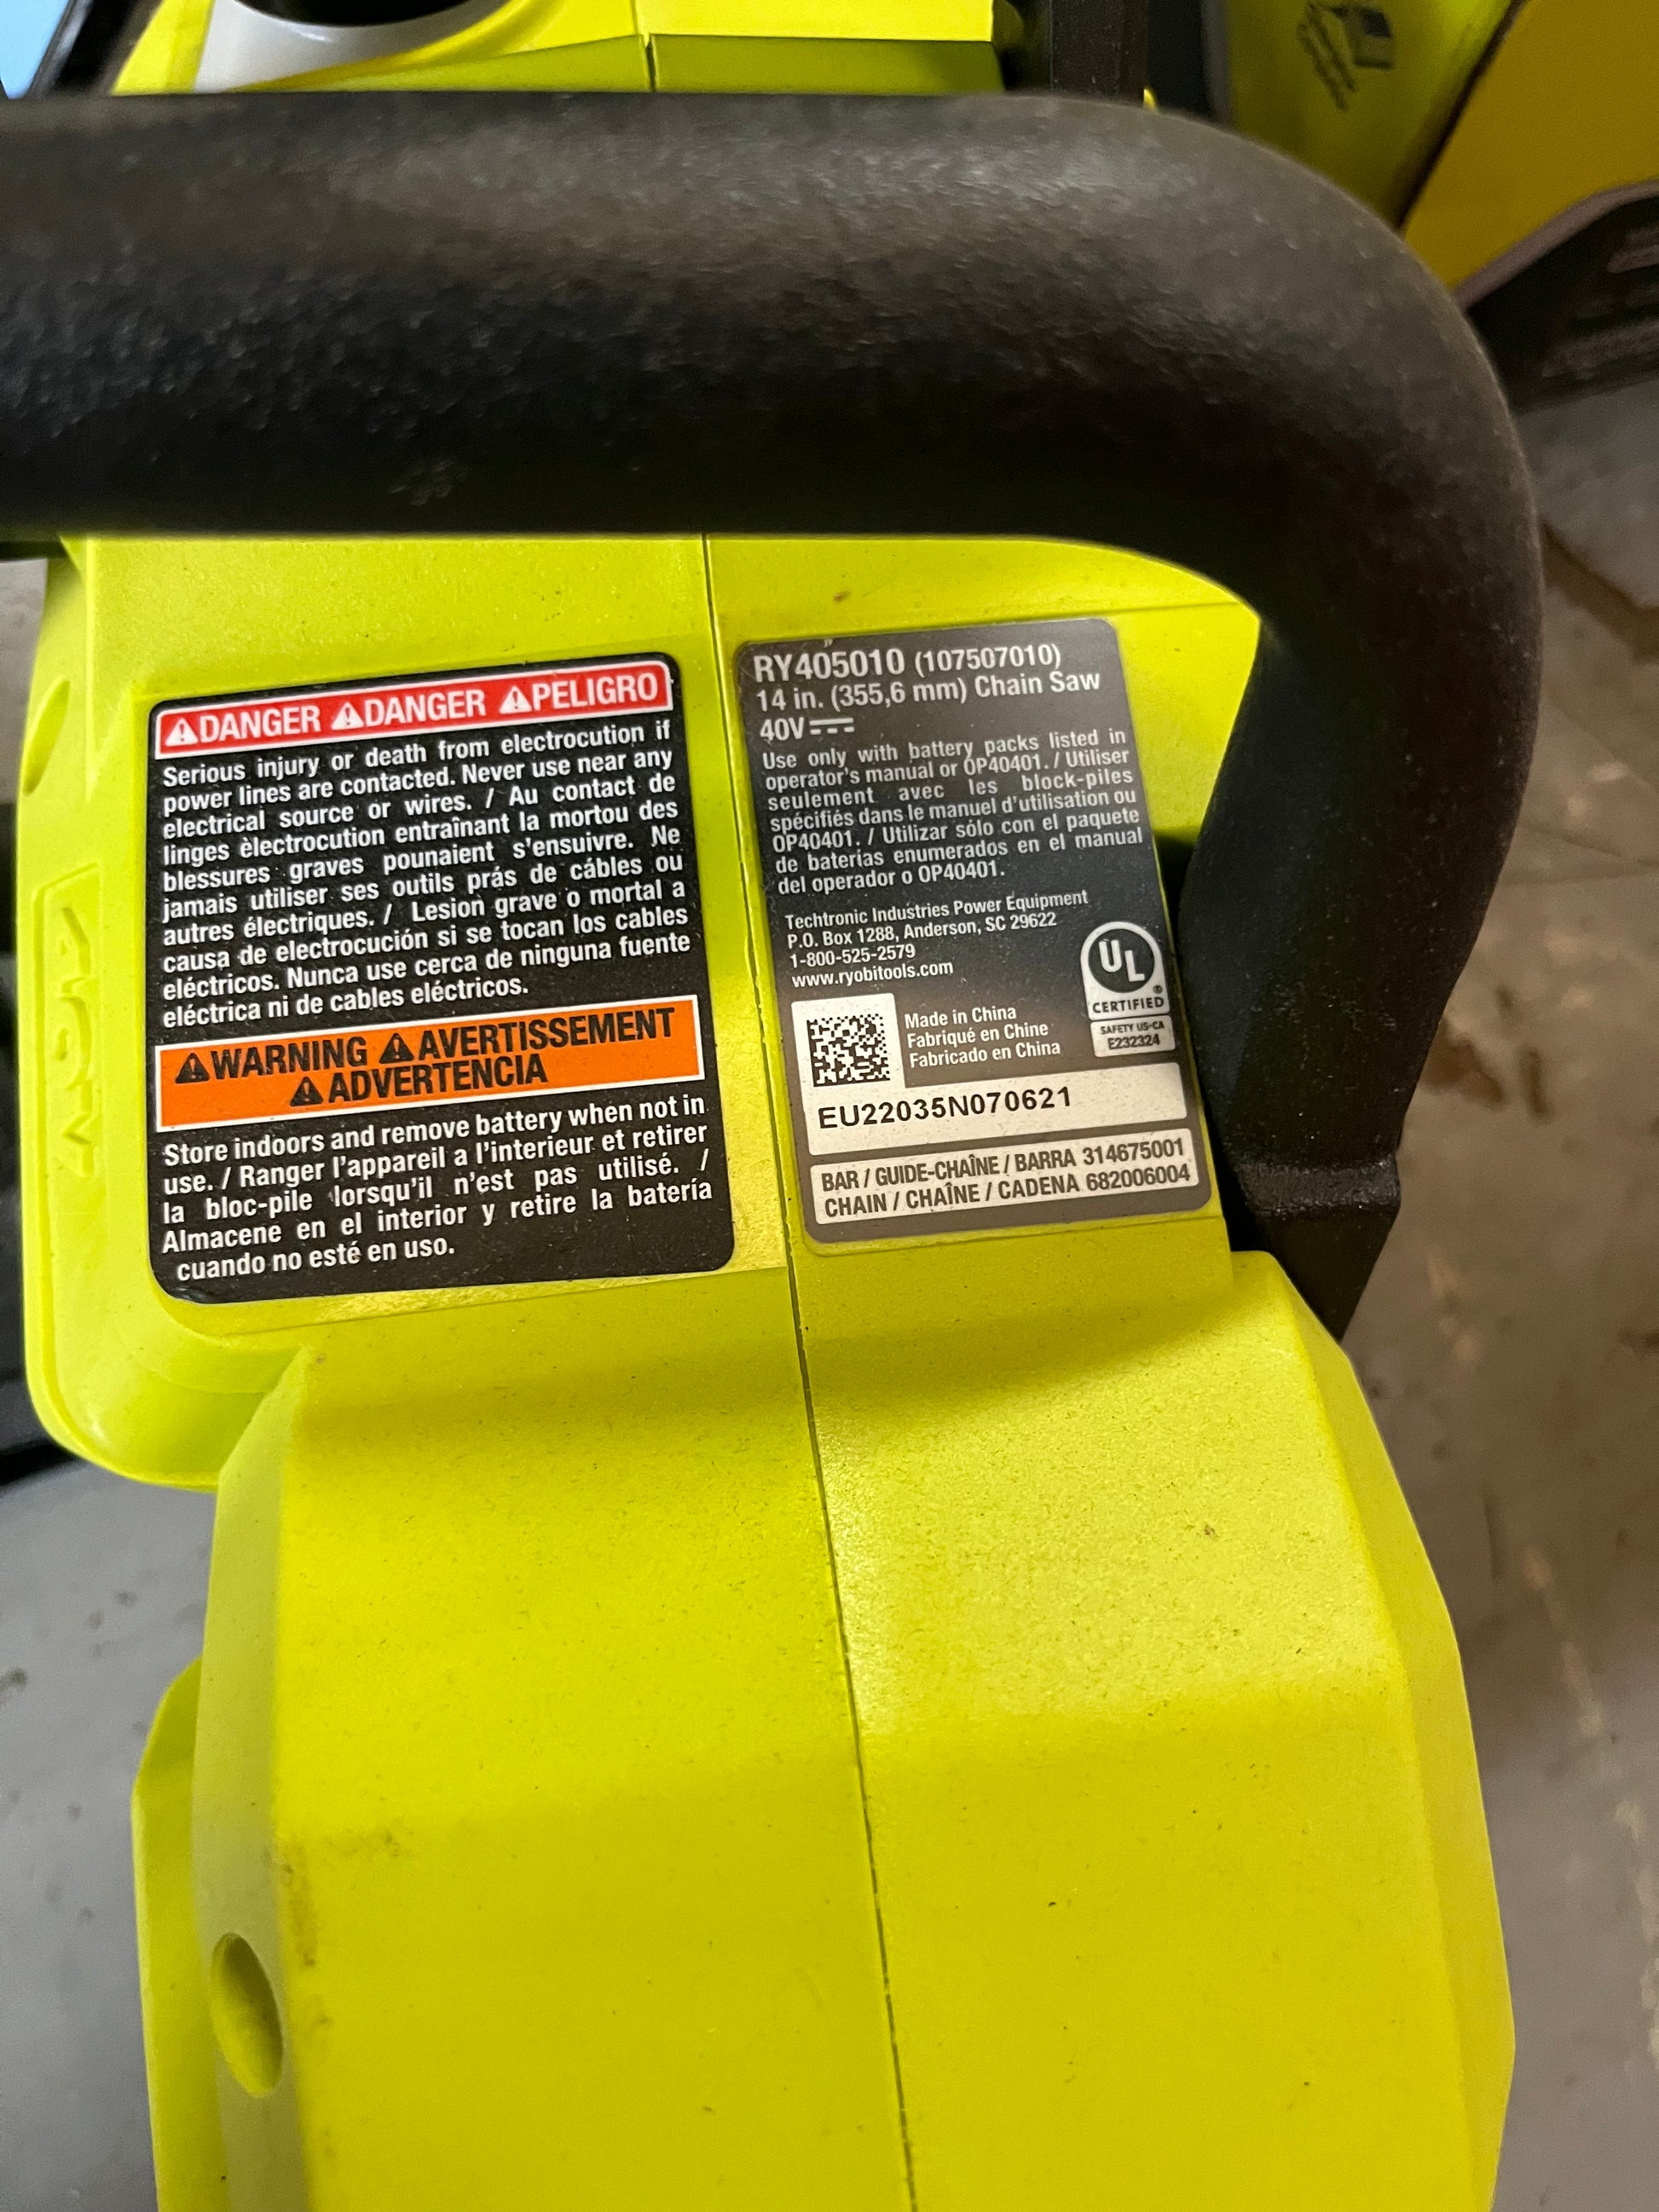 ⚠DANGER ⚠DANGER ⚠PELIGRO
Serious injury or death from electrocution if
power lines are contacted. Never use near any
electrical source or wires. / Au contact de
linges èlectrocution entraînant la mortou des
blessures graves pounaient s'ensuivre. Ne
jamais utiliser ses outils prás de cábles ou
autres électriques. / Lesion grave o mortal a
causa de electrocución si se tocan los cables
eléctricos. Nunca use cerca de ninguna fuente
eléctrica ni de cables eléctricos.
⚠WARNING ⚠AVERTISSEMENT
⚠ADVERTENCIA
Store indoors and remove battery when not in
use. / Ranger l'appareil a l'interieur et retirer
la bloc-pile lorsqu'il n'est pas utilisé. /
Almacene en el interior y retire la batería
cuando no esté en uso.
RY405010 (107507010)
14 in. (355,6 mm) Chain Saw
40V
Use only with battery packs listed in
operator's manual or OP40401. / Utiliser
seulement avec les block-piles
spécifiés dans le manuel d'utilisation ou
OP40401. / Utilizar sólo con el paquete
de baterías enumerados en el manual
del operador o OP40401.
Techtronic Industries Power Equipment
P.O. Box 1288, Anderson, SC 29622
1-800-525-2579
www.ryobitools.com
UL
®
CERTIFIED
SAFETY US-CA
E232324
Made in China
Fabriqué en Chine
Fabricado en China
EU22035N070621
BAR / GUIDE-CHAÎNE / BARRA 314675001
CHAIN / CHAÎNE / CADENA 682006004